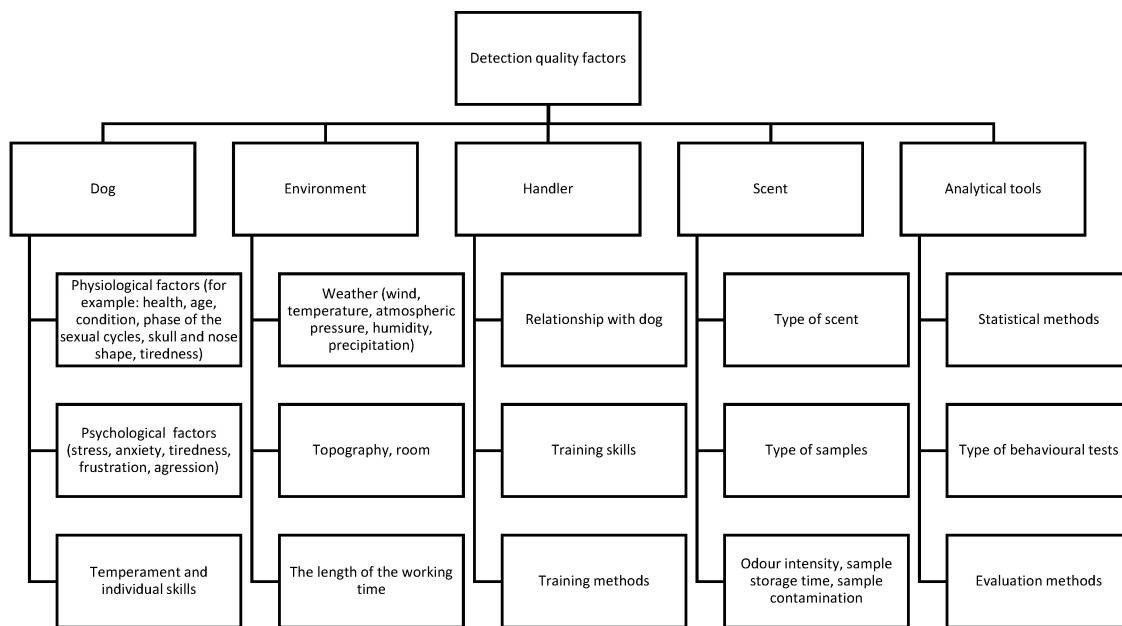 Detection quality factors
Dog
Environment
Handler
Scent
Analytical tools
Physiological factors (for
example: health, age,
condition, phase of the
sexual cycles, skull and nose
shape, tiredness)
Weather (wind,
temperature, atmospheric
pressure, humidity,
precipitation)
Relationship with dog
Type of scent
Statistical methods
Psychological factors
(stress, anxiety, tiredness,
frustration, agression)
Topography, room
Training skills
Type of samples
Type of behavioural tests
Temperament and
individual skills
The length of the working
time
Training methods
Odour intensity, sample
storage time, sample
contamination
Evaluation methods